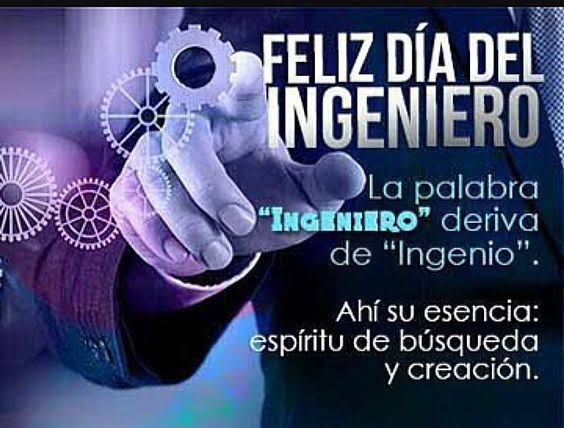 FELIZ DÍA DEL
INGENIERO
La palabra
“INGENIERO” deriva
de “Ingenio”.
Ahí su esencia:
espíritu de búsqueda
y creación.